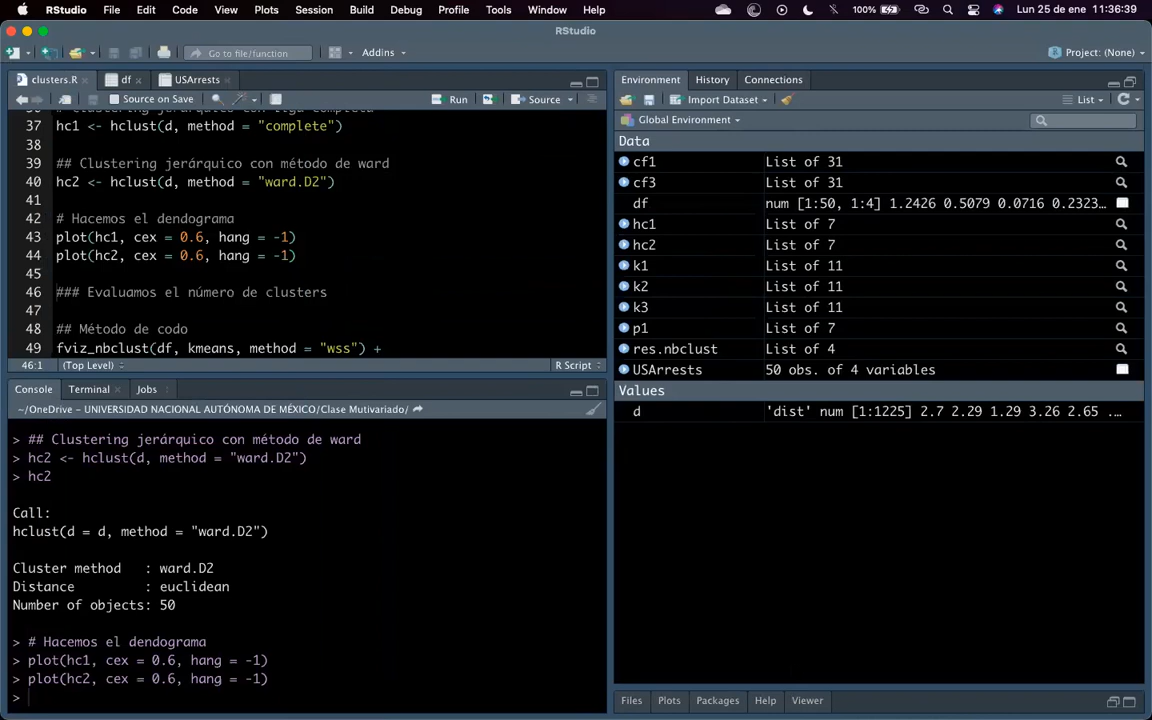 RStudio File Edit Code View Plots Session Build Debug Profile Tools Window Help 100% Lun 25 de ene 11:36:39
RStudio
Go to file/function Addins Project: (None)
clusters.R df USArrests
Source on Save Run Source
37 hc1 <- hclust(d, method = "complete")
38
39 ## Clustering jerárquico con método de ward
40 hc2 <- hclust(d, method = "ward.D2")
41
42 # Hacemos el dendograma
43 plot(hc1, cex = 0.6, hang = -1)
44 plot(hc2, cex = 0.6, hang = -1)
45
46 ### Evaluamos el número de clusters
47
48 ## Método de codo
49 fviz_nbclust(df, kmeans, method = "wss") +
46:1 (Top Level) R Script
Console Terminal Jobs
~/OneDrive - UNIVERSIDAD NACIONAL AUTÓNOMA DE MÉXICO/Clase Mutivariado/
> ## Clustering jerárquico con método de ward
> hc2 <- hclust(d, method = "ward.D2")
> hc2
Call:
hclust(d = d, method = "ward.D2")
Cluster method : ward.D2
Distance : euclidean
Number of objects: 50
> # Hacemos el dendograma
> plot(hc1, cex = 0.6, hang = -1)
> plot(hc2, cex = 0.6, hang = -1)
>
Environment History Connections
Import Dataset List
Global Environment
Data
cf1 List of 31
cf3 List of 31
df num [1:50, 1:4] 1.2426 0.5079 0.0716 0.2323…
hc1 List of 7
hc2 List of 7
k1 List of 11
k2 List of 11
k3 List of 11
p1 List of 7
res.nbclust List of 4
USArrests 50 obs. of 4 variables
Values
d 'dist' num [1:1225] 2.7 2.29 1.29 3.26 2.65 ...
Files Plots Packages Help Viewer